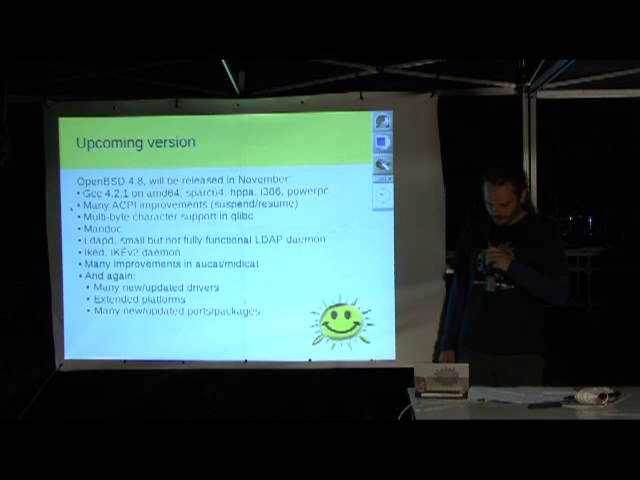 Upcoming version
OpenBSD 4.8, will be released in November:
• Gcc 4.2.1 on amd64, sparc64, hppa, i386, powerpc
• Many ACPI improvements (suspend/resume)
• Multi-byte character support in glibc
• Mandoc
• Ldapd, small but not fully functional LDAP daemon
• Iked, IKEv2 daemon
• Many improvements in aucat/midicat
• And again:
• Many new/updated drivers
• Extended platforms
• Many new/updated ports/packages